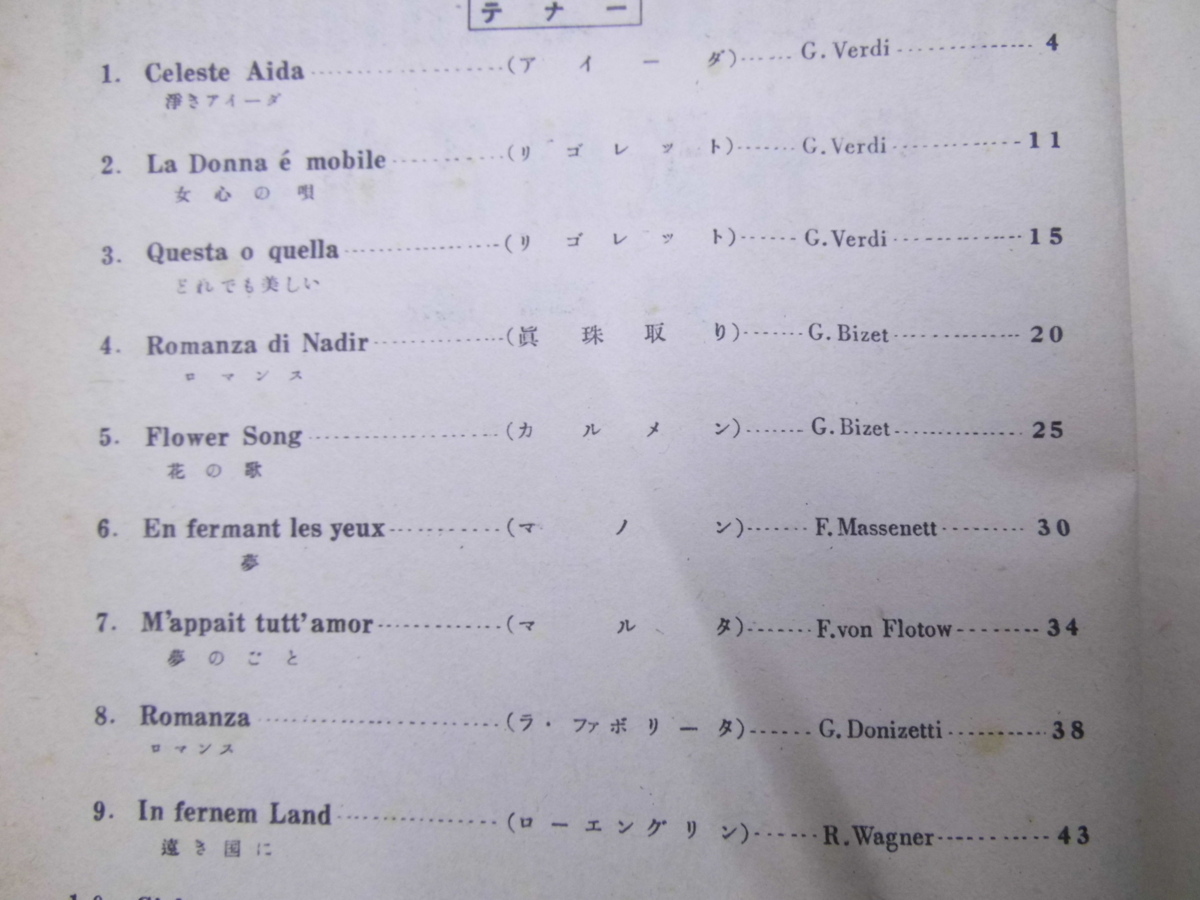 テナー
1. Celeste Aida (アイーダ) G. Verdi 4
淨きアイーダ
2. La Donna é mobile (リゴレット) G. Verdi 11
女心の唄
3. Questa o quella (リゴレット) G. Verdi 15
どれでも美しい
4. Romanza di Nadir (眞珠取り) G. Bizet 20
ロマンス
5. Flower Song (カルメン) G. Bizet 25
花の歌
6. En fermant les yeux (マノン) F. Massenett 30
夢
7. M'appait tutt'amor (マルタ) F. von Flotow 34
夢のごと
8. Romanza (ラ・ファボリータ) G. Donizetti 38
ロマンス
9. In fernem Land (ローエングリン) R. Wagner 43
遠き国に